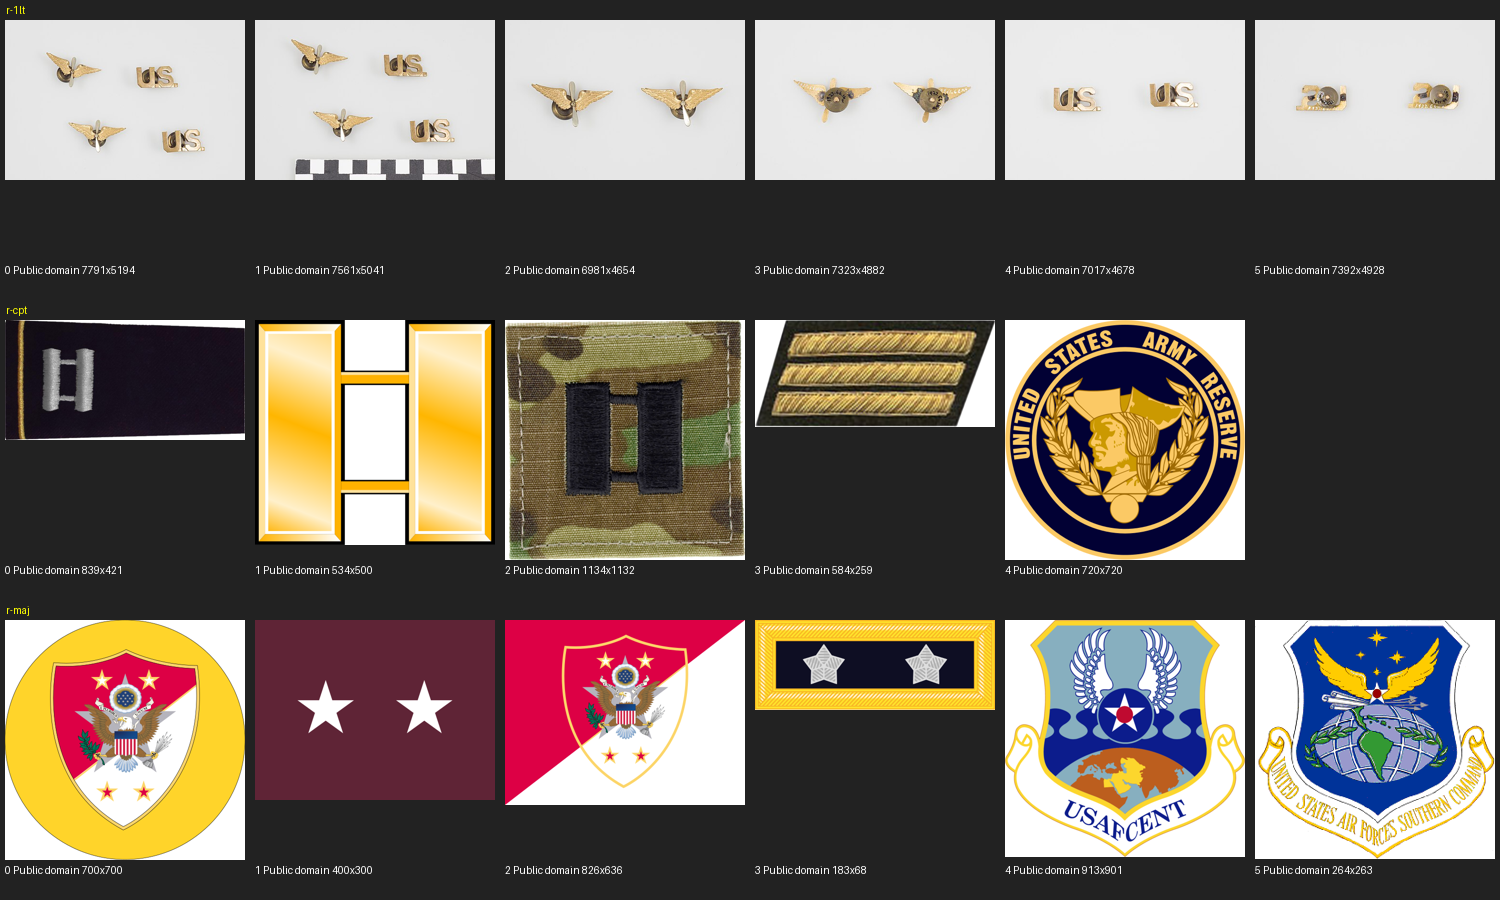 r-1lt
U.S.
U.S.
U.S.
U.S.
U.S.
U.S.
0 Public domain 7791x5194
1 Public domain 7561x5041
2 Public domain 6981x4654
3 Public domain 7323x4882
4 Public domain 7017x4678
5 Public domain 7392x4928
r-cpt
UNITED STATES ARMY RESERVE
0 Public domain 839x421
1 Public domain 534x500
2 Public domain 1134x1132
3 Public domain 584x259
4 Public domain 720x720
r-maj
USAFCENT
UNITED STATES AIR FORCES SOUTHERN COMMAND
0 Public domain 700x700
1 Public domain 400x300
2 Public domain 826x636
3 Public domain 183x68
4 Public domain 913x901
5 Public domain 264x263